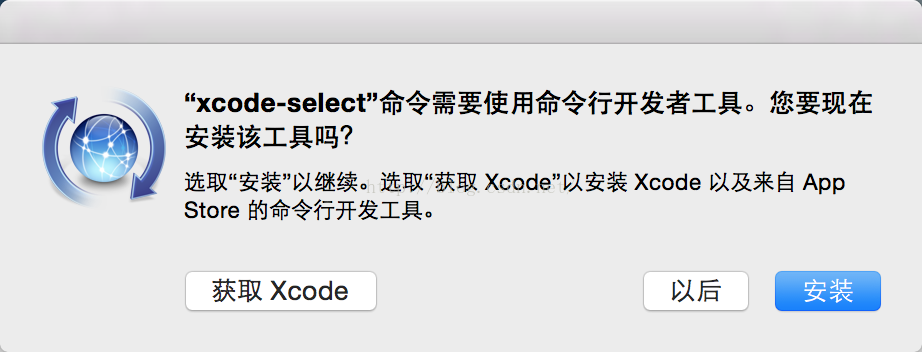 “xcode-select”命令需要使用命令行开发者工具。您要现在
安装该工具吗？
选取“安装”以继续。选取“获取 Xcode”以安装 Xcode 以及来自 App
Store 的命令行开发工具。
获取 Xcode
以后
安装